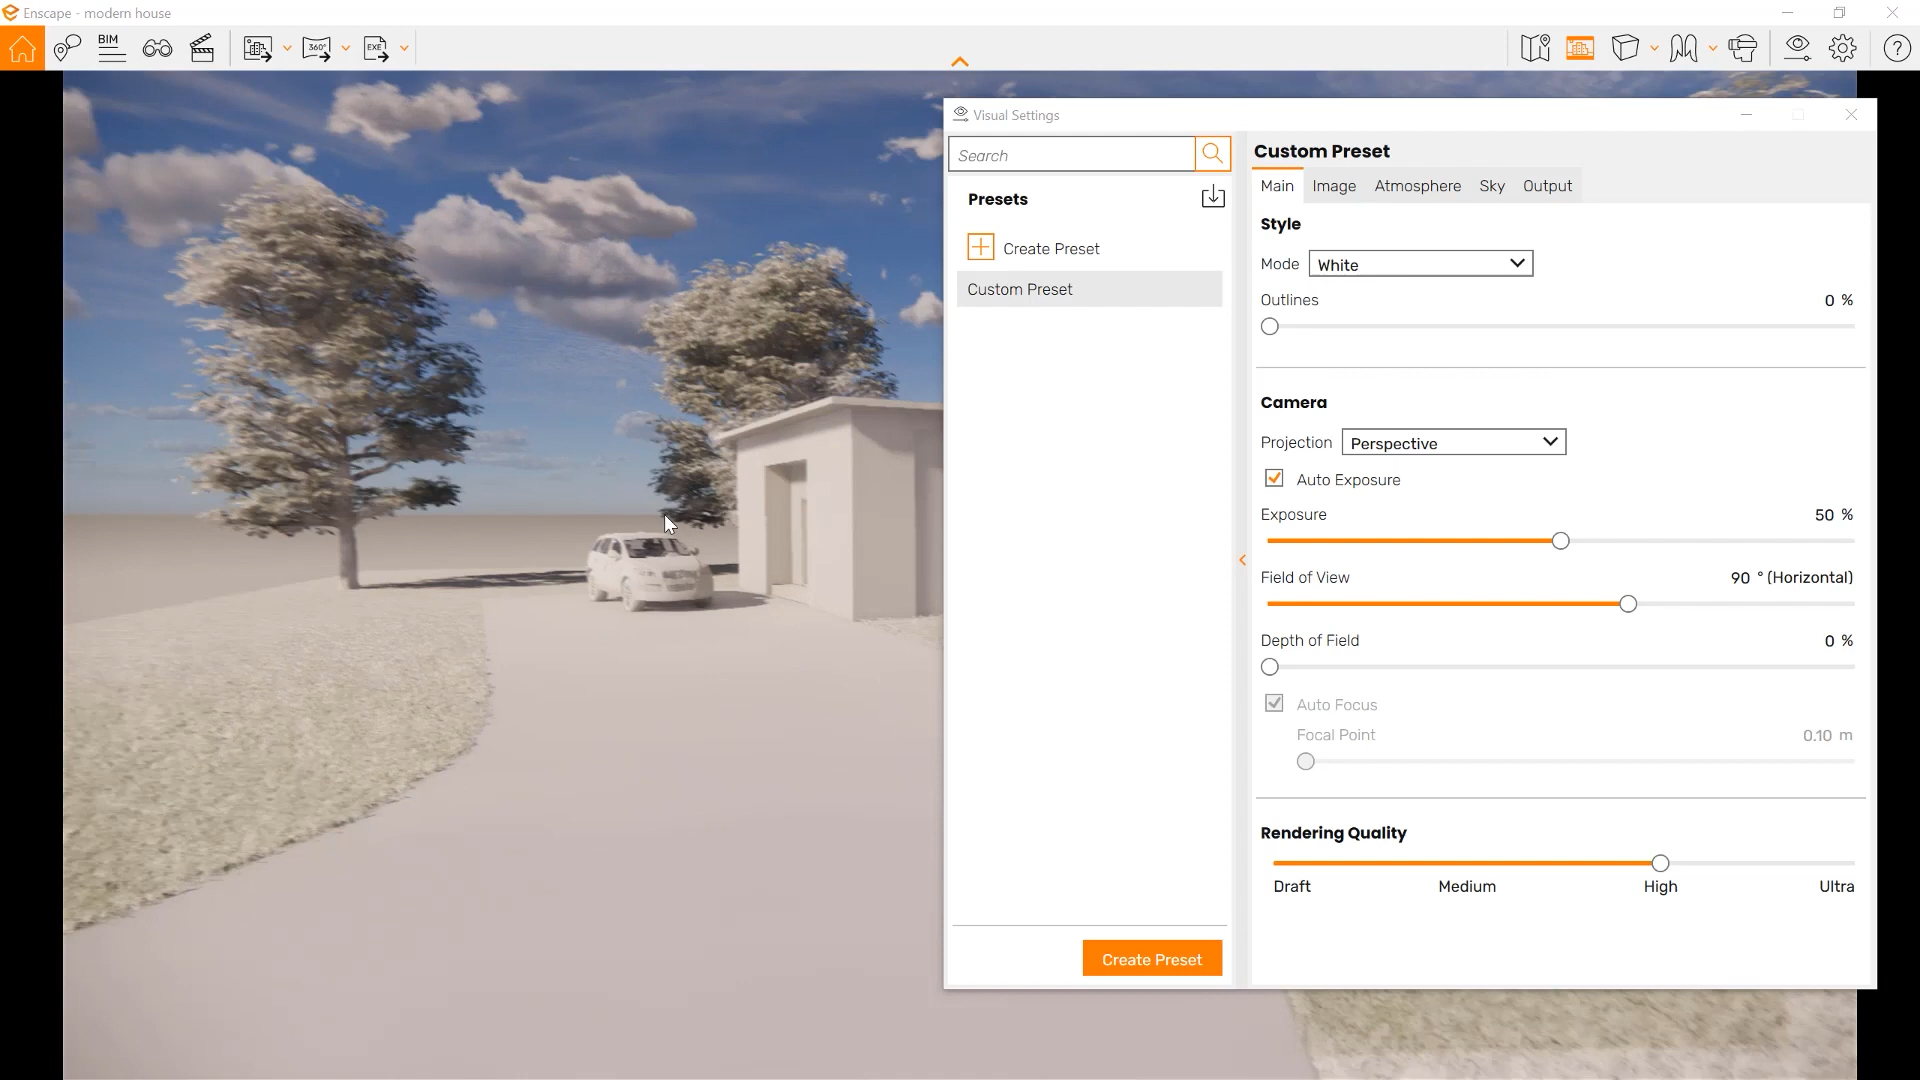 Enscape - modern house
BIM
360°
EXE
Visual Settings
Search
Presets
Create Preset
Custom Preset
Create Preset
Custom Preset
Main Image Atmosphere Sky Output
Style
Mode White
Outlines 0 %
Camera
Projection Perspective
Auto Exposure
Exposure 50 %
Field of View 90 ° (Horizontal)
Depth of Field 0 %
Auto Focus
Focal Point 0.10 m
Rendering Quality
Draft Medium High Ultra